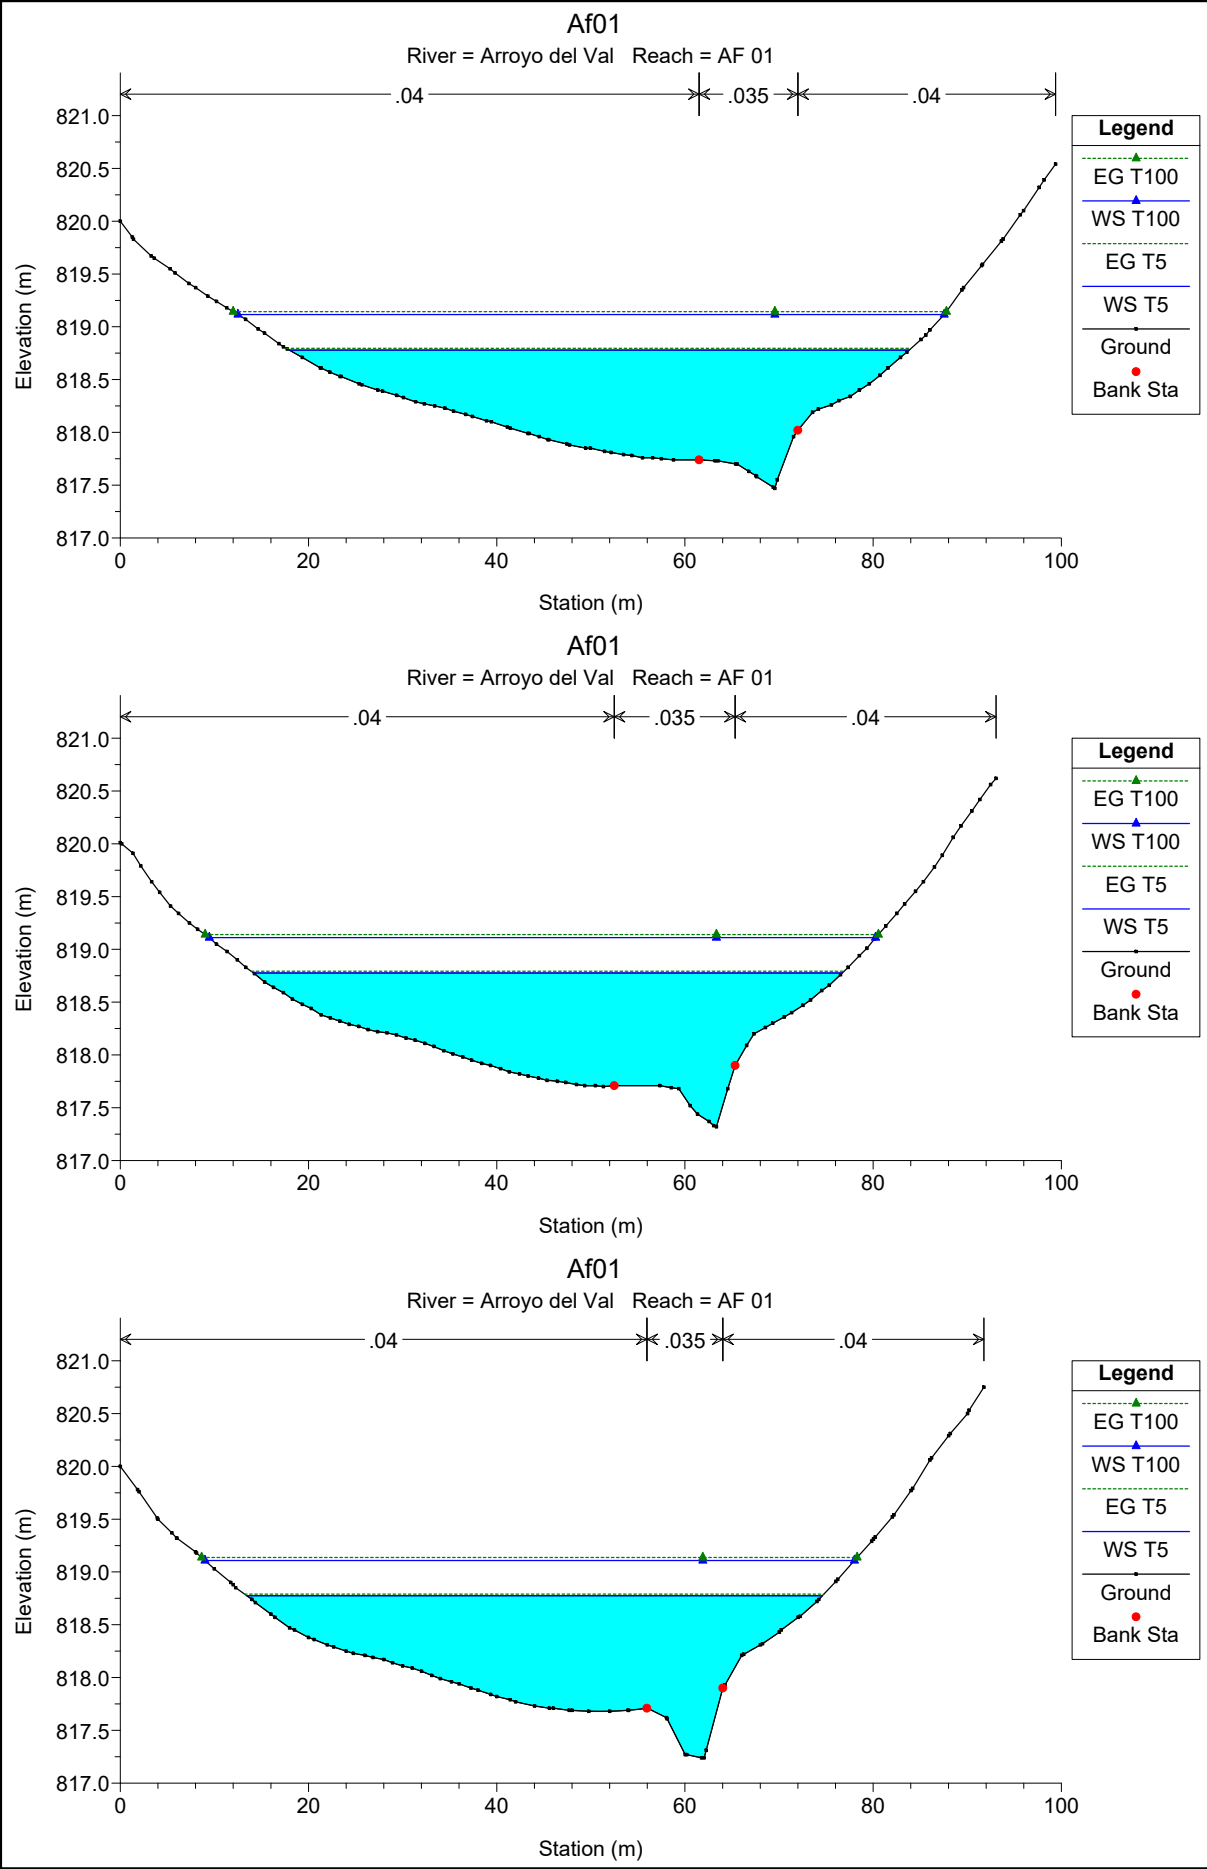 Af01
River = Arroyo del Val Reach = AF 01
.04 .035 .04
821.0
820.5
820.0
819.5
819.0
818.5
818.0
817.5
817.0
Elevation (m)
0 20 40 60 80 100
Station (m)
Legend
EG T100
WS T100
EG T5
WS T5
Ground
Bank Sta
Af01
River = Arroyo del Val Reach = AF 01
.04 .035 .04
821.0
820.5
820.0
819.5
819.0
818.5
818.0
817.5
817.0
Elevation (m)
0 20 40 60 80 100
Station (m)
Legend
EG T100
WS T100
EG T5
WS T5
Ground
Bank Sta
Af01
River = Arroyo del Val Reach = AF 01
.04 .035 .04
821.0
820.5
820.0
819.5
819.0
818.5
818.0
817.5
817.0
Elevation (m)
0 20 40 60 80 100
Station (m)
Legend
EG T100
WS T100
EG T5
WS T5
Ground
Bank Sta